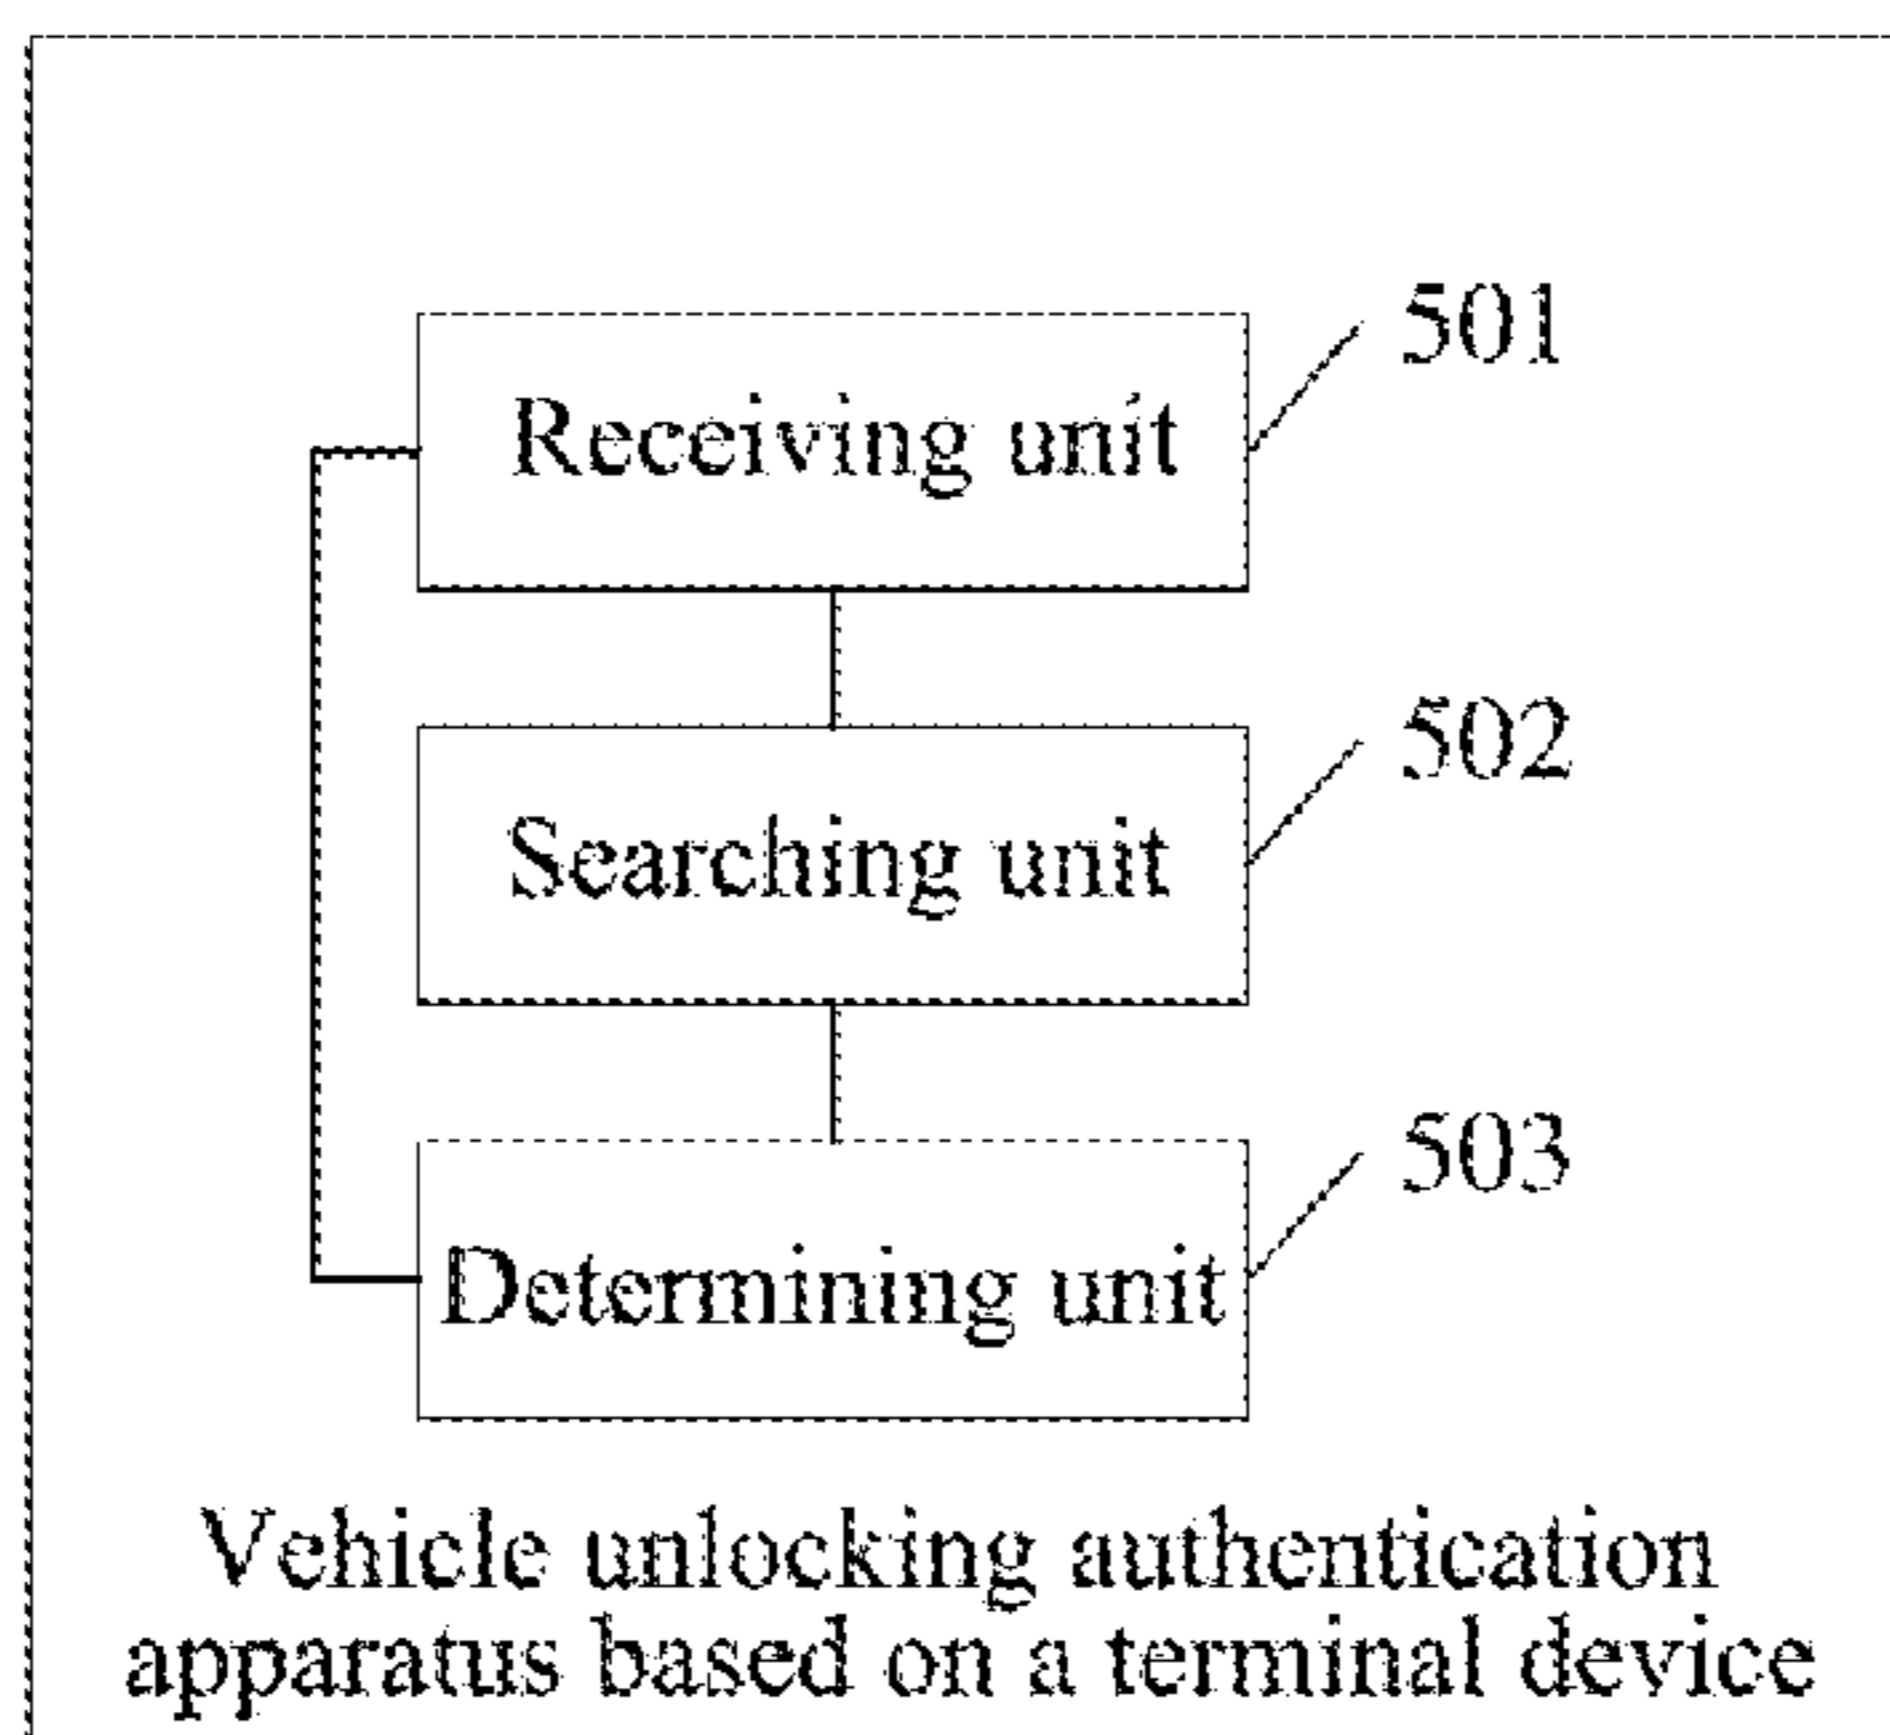 501
Receiving unit
502
Searching unit
503
Determining unit
Vehicle unlocking authentication
apparatus based on a terminal device